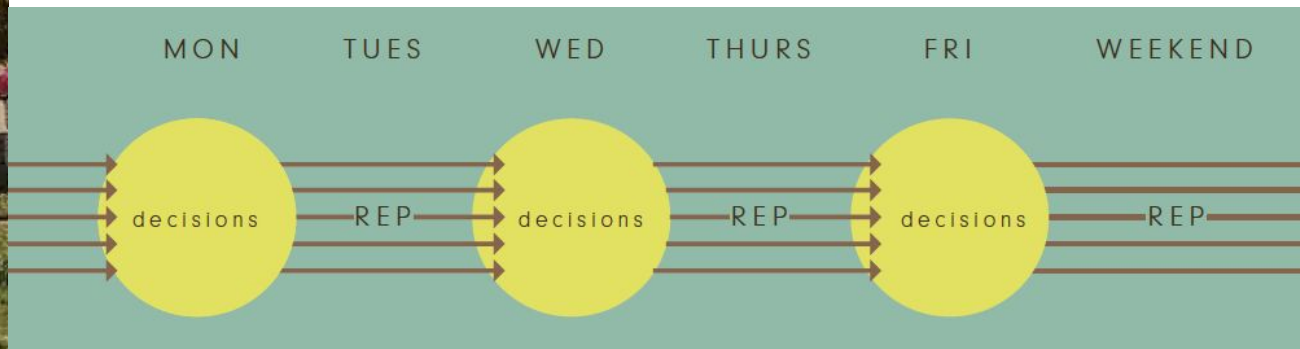 MON TUES WED THURS FRI WEEKEND
decisions REP decisions REP decisions REP